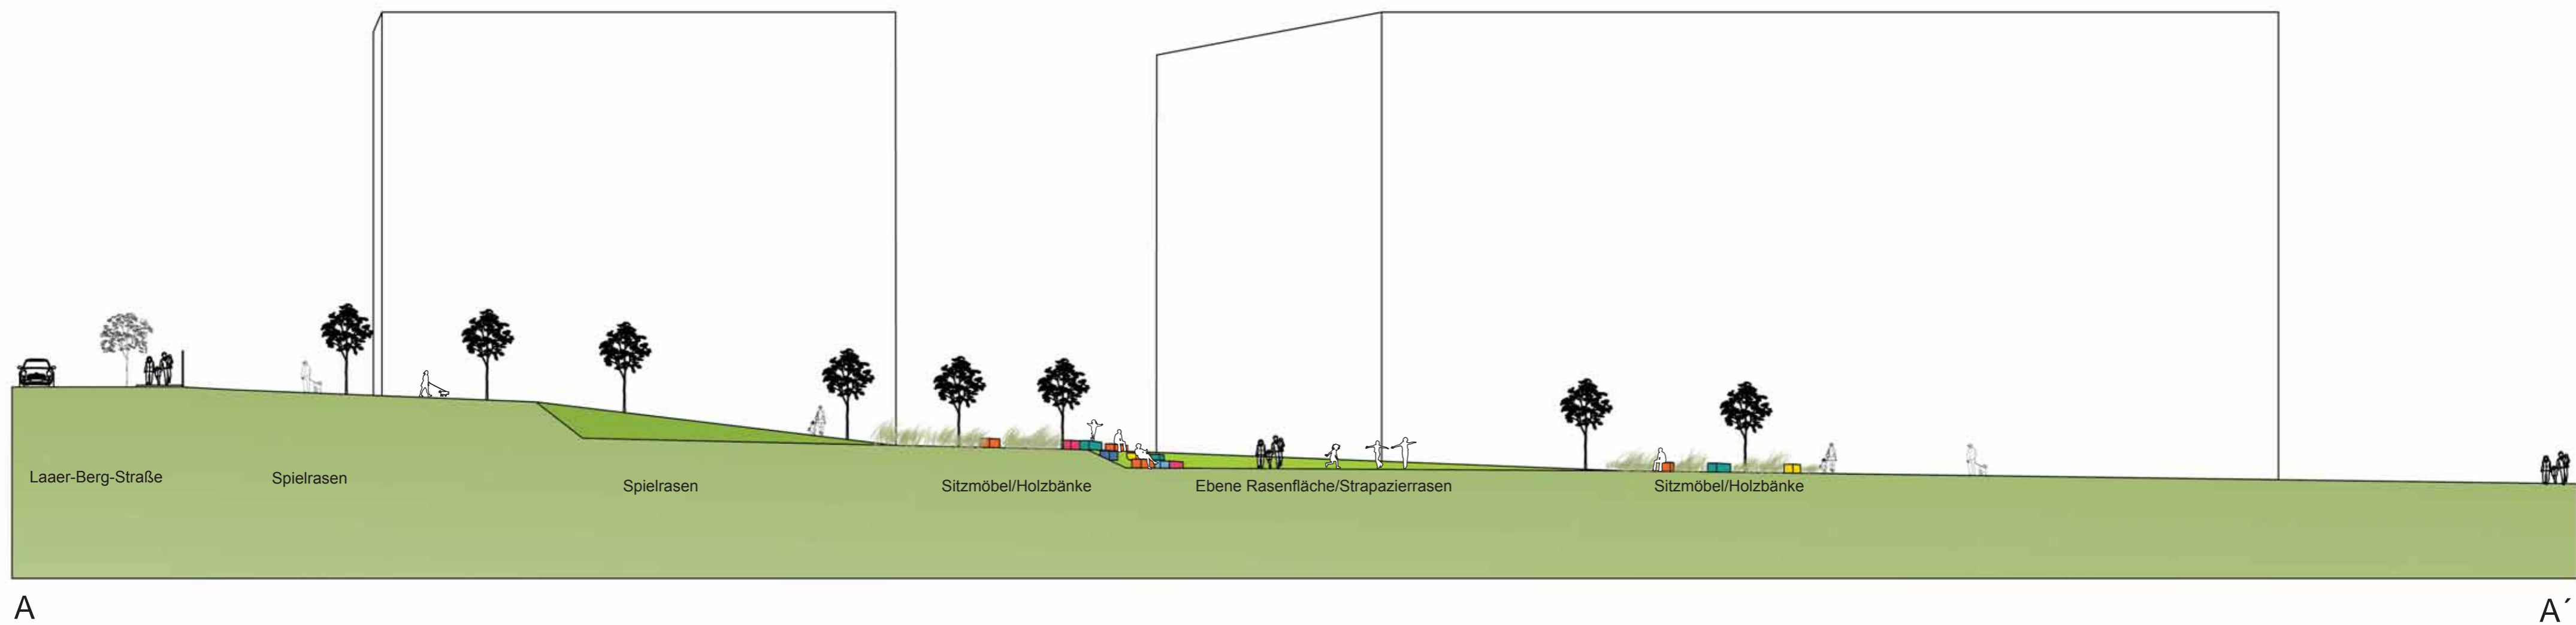 Laaer-Berg-Straße
Spielrasen
Spielrasen
Sitzmöbel/Holzbänke
Ebene Rasenfläche/Strapazierrasen
Sitzmöbel/Holzbänke
A
A´